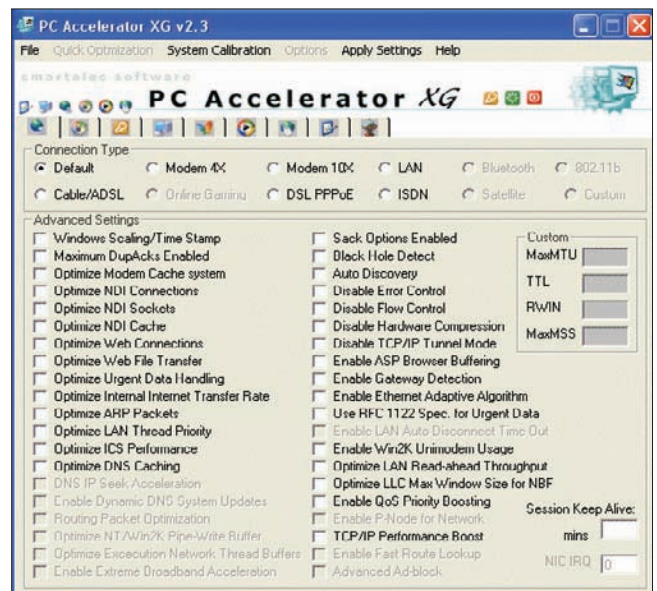 PC Accelerator XG v2.3
File Quick Optmization System Calibration Options Apply Settings Help
smartalec software
PC Accelerator XG
Connection Type
Default Modem 4X Modem 10X LAN Bluetooth 802.11b
Cable/ADSL Online Gaming DSL PPPoE ISDN Satellite Custom
Advanced Settings
Windows Scaling/Time Stamp
Maximum DupAcks Enabled
Optimize Modem Cache system
Optimize NDI Connections
Optimize NDI Sockets
Optimize NDI Cache
Optimize Web Connections
Optimize Web File Transfer
Optimize Urgent Data Handling
Optimize Internal Internet Transfer Rate
Optimize ARP Packets
Optimize LAN Thread Priority
Optimize ICS Performance
Optimize DNS Caching
DNS IP Seek Acceleration
Enable Dynamic DNS System Updates
Routing Packet Optimization
Optimize NT/Win2K Pipe-Write Buffer
Optimize Excecution Network Thread Buffers
Enable Extreme Broadband Acceleration
Sack Options Enabled
Black Hole Detect
Auto Discovery
Disable Error Control
Disable Flow Control
Disable Hardware Compression
Disable TCP/IP Tunnel Mode
Enable ASP Browser Buffering
Enable Gateway Detection
Enable Ethernet Adaptive Algorithm
Use RFC 1122 Spec. for Urgent Data
Enable LAN Auto Disconnect Time Out
Enable Win2K Unimodem Usage
Optimize LAN Read-ahead Throughput
Optimize LLC Max Window Size for NBF
Enable QoS Priority Boosting
Enable P-Node for Network
TCP/IP Performance Boost
Enable Fast Route Lookup
Advanced Ad-block
Custom
MaxMTU
TTL
RWIN
MaxMSS
Session Keep Alive:
mins
NIC IRQ 0